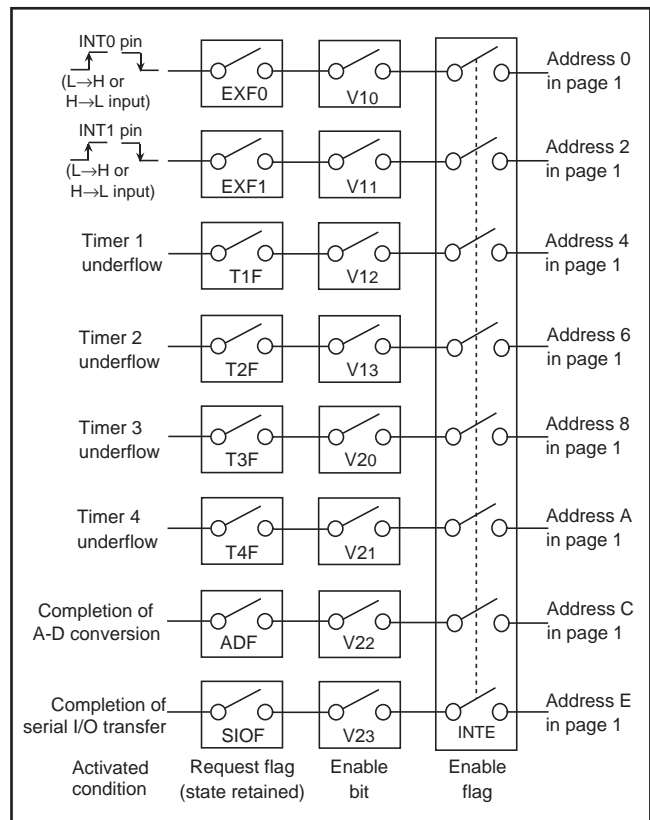 INT0 pin
(L→H or
H→L input)
EXF0
V10
Address 0
in page 1
INT1 pin
(L→H or
H→L input)
EXF1
V11
Address 2
in page 1
Timer 1
underflow
T1F
V12
Address 4
in page 1
Timer 2
underflow
T2F
V13
Address 6
in page 1
Timer 3
underflow
T3F
V20
Address 8
in page 1
Timer 4
underflow
T4F
V21
Address A
in page 1
Completion of
A-D conversion
ADF
V22
Address C
in page 1
Completion of
serial I/O transfer
SIOF
V23
INTE
Address E
in page 1
Activated
condition
Request flag
(state retained)
Enable
bit
Enable
flag